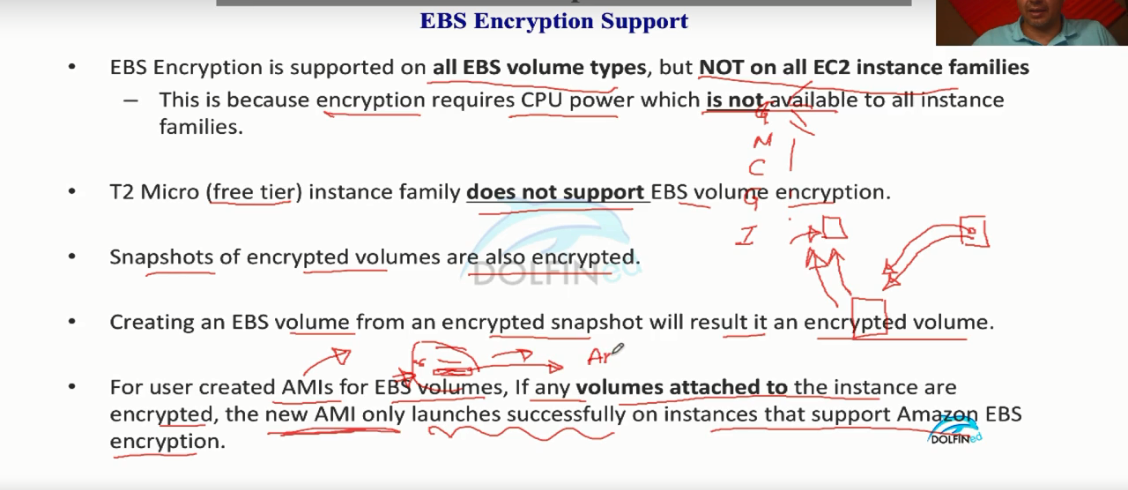 EBS Encryption Support
• EBS Encryption is supported on all EBS volume types, but NOT on all EC2 instance families
– This is because encryption requires CPU power which is not available to all instance
families.
M
C
G
I
• T2 Micro (free tier) instance family does not support EBS volume encryption.
• Snapshots of encrypted volumes are also encrypted.
DOLFINed
• Creating an EBS volume from an encrypted snapshot will result it an encrypted volume.
• For user created AMIs for EBS volumes, If any volumes attached to the instance are
encrypted, the new AMI only launches successfully on instances that support Amazon EBS
encryption.
DOLFINed